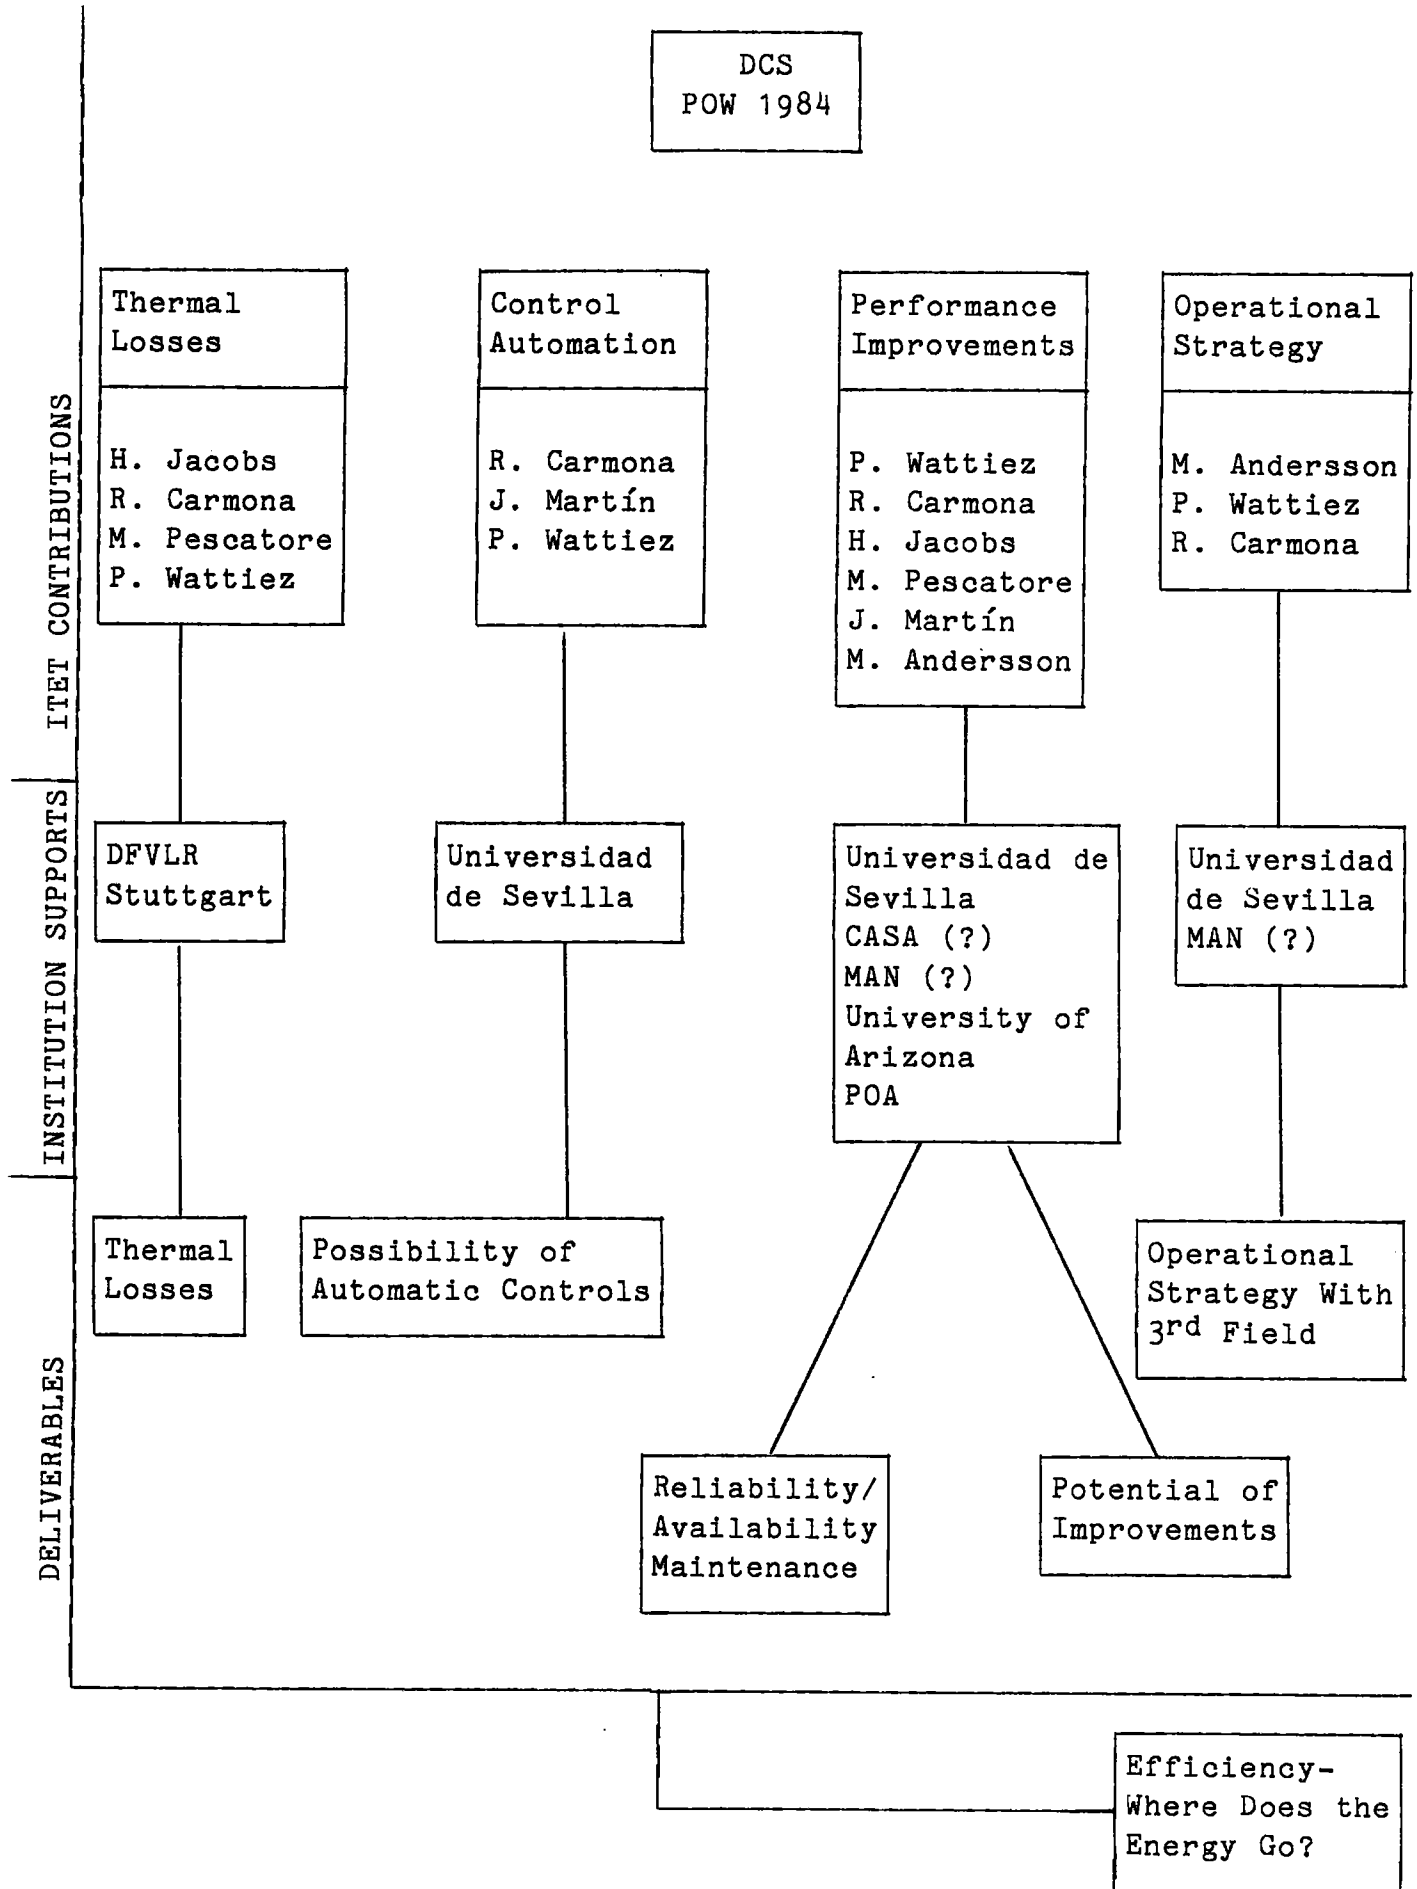 DCS
POW 1984
ITET CONTRIBUTIONS
Thermal
Losses
H. Jacobs
R. Carmona
M. Pescatore
P. Wattiez
Control
Automation
R. Carmona
J. Martín
P. Wattiez
Performance
Improvements
P. Wattiez
R. Carmona
H. Jacobs
M. Pescatore
J. Martín
M. Andersson
Operational
Strategy
M. Andersson
P. Wattiez
R. Carmona
INSTITUTION SUPPORTS
DFVLR
Stuttgart
Universidad
de Sevilla
Universidad de
Sevilla
CASA (?)
MAN (?)
University of
Arizona
POA
Universidad
de Sevilla
MAN (?)
DELIVERABLES
Thermal
Losses
Possibility of
Automatic Controls
Reliability/
Availability
Maintenance
Potential of
Improvements
Operational
Strategy With
3rd Field
Efficiency-
Where Does the
Energy Go?